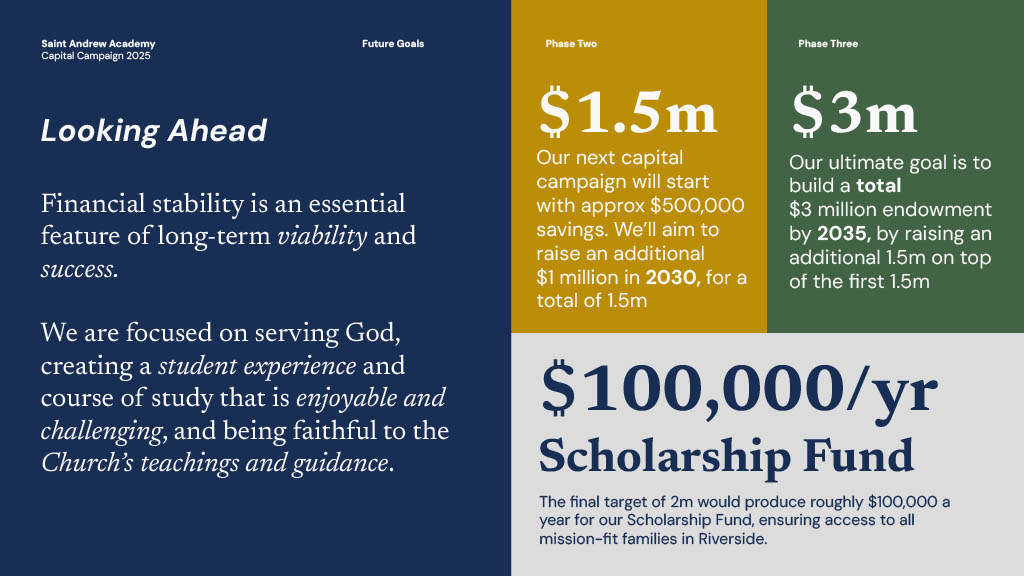 Saint Andrew Academy
Capital Campaign 2025
Future Goals
Looking Ahead
Financial stability is an essential
feature of long-term viability and
success.
We are focused on serving God,
creating a student experience and
course of study that is enjoyable and
challenging, and being faithful to the
Church’s teachings and guidance.
Phase Two
$1.5m
Our next capital
campaign will start
with approx $500,000
savings. We’ll aim to
raise an additional
$1 million in 2030, for a
total of 1.5m
Phase Three
$3m
Our ultimate goal is to
build a total
$3 million endowment
by 2035, by raising an
additional 1.5m on top
of the first 1.5m
$100,000/yr
Scholarship Fund
The final target of 2m would produce roughly $100,000 a
year for our Scholarship Fund, ensuring access to all
mission-fit families in Riverside.